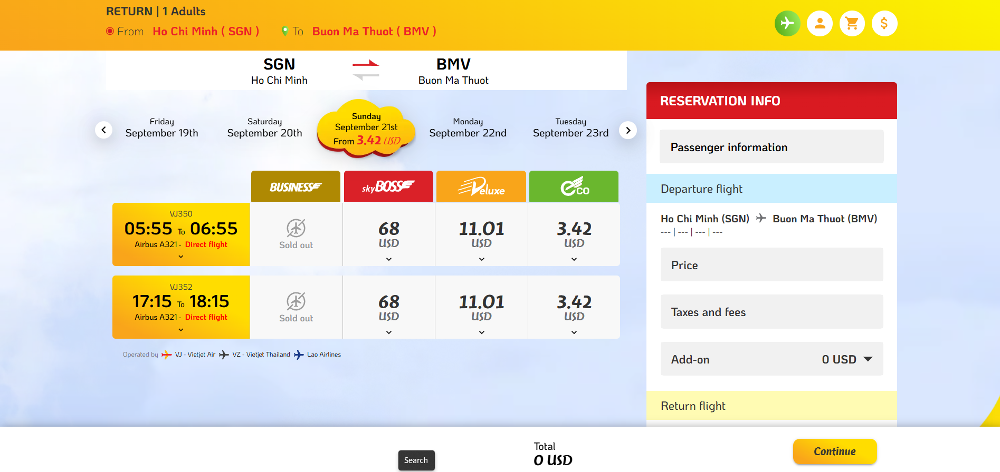 RETURN | 1 Adults
From Ho Chi Minh ( SGN ) To Buon Ma Thuot ( BMV )
$
SGN
Ho Chi Minh
BMV
Buon Ma Thuot
Friday
September 19th
Saturday
September 20th
Sunday
September 21st
From 3.42 USD
Monday
September 22nd
Tuesday
September 23rd
BUSINESS
skyBOSS
Deluxe
eco
VJ350
05:55 To 06:55
Airbus A321 - Direct flight
Sold out
68
USD
11.01
USD
3.42
USD
VJ352
17:15 To 18:15
Airbus A321 - Direct flight
Sold out
68
USD
11.01
USD
3.42
USD
Operated by VJ - Vietjet Air VZ - Vietjet Thailand Lao Airlines
RESERVATION INFO
Passenger information
Departure flight
Ho Chi Minh (SGN) Buon Ma Thuot (BMV)
--- | --- | --- | ---
Price
Taxes and fees
Add-on 0 USD
Return flight
Search
Total
0 USD
Continue